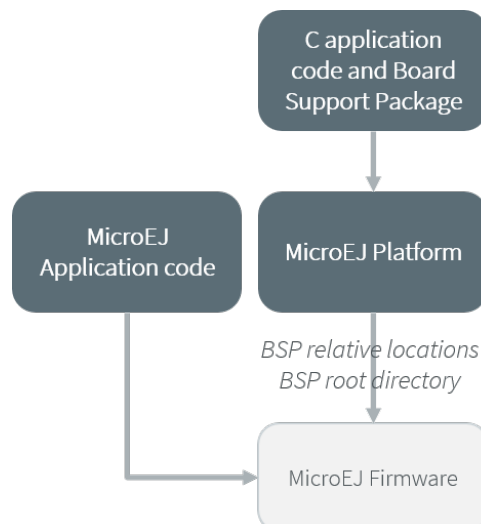 C application
code and Board
Support Package
MicroEJ
Application code
MicroEJ Platform
BSP relative locations
BSP root directory
MicroEJ Firmware